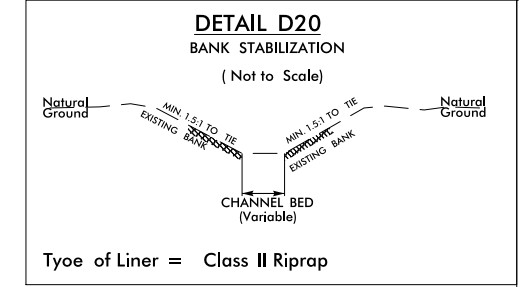 DETAIL D20
BANK STABILIZATION
( Not to Scale)
Natural
Ground
MIN. 1.5:1 TO TIE
EXISTING BANK
MIN. 1.5:1 TO TIE
EXISTING BANK
Natural
Ground
CHANNEL BED
(Variable)
Tyoe of Liner = Class II Riprap